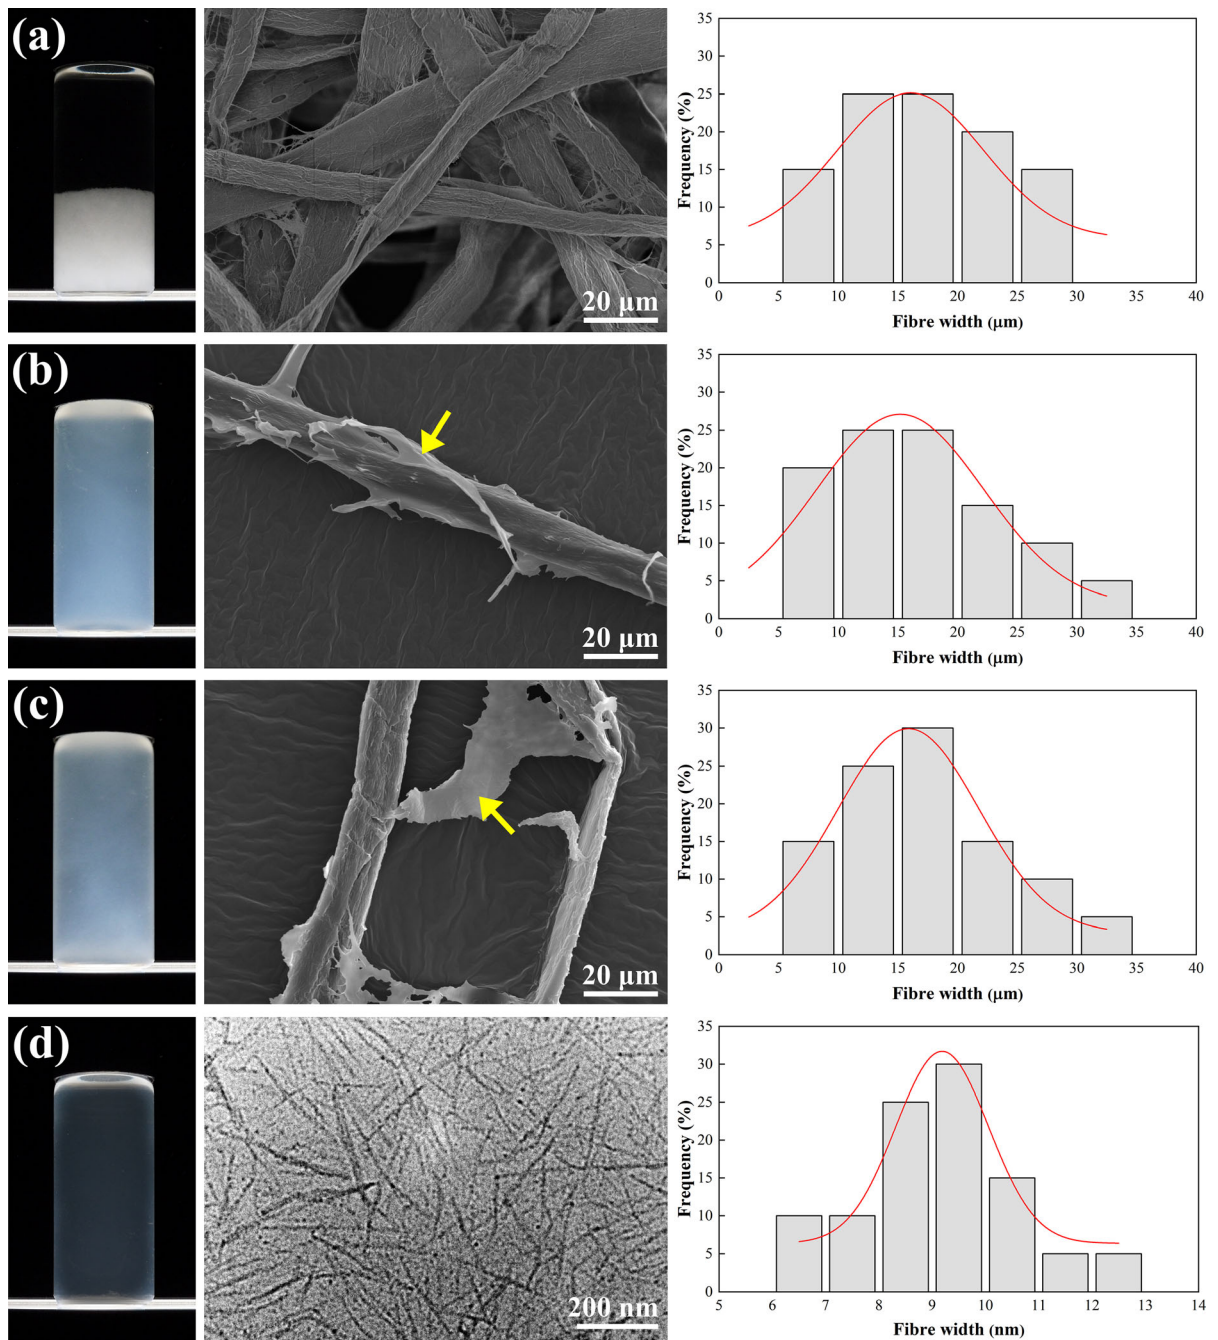 (a)
20 µm
Frequency (%)
35
30
25
20
15
10
5
0
0 5 10 15 20 25 30 35 40
Fibre width (µm)
(b)
20 µm
Frequency (%)
35
30
25
20
15
10
5
0
0 5 10 15 20 25 30 35 40
Fibre width (µm)
(c)
20 µm
Frequency (%)
35
30
25
20
15
10
5
0
0 5 10 15 20 25 30 35 40
Fibre width (µm)
(d)
200 nm
Frequency (%)
35
30
25
20
15
10
5
0
5 6 7 8 9 10 11 12 13 14
Fibre width (nm)